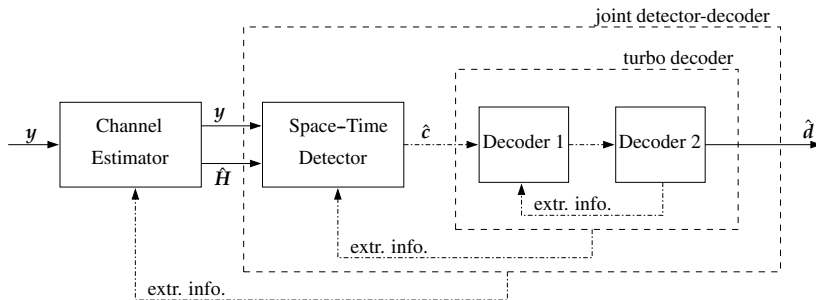 joint detector-decoder
turbo decoder
y
Channel
Estimator
y
Ĥ
Space-Time
Detector
ĉ
Decoder 1
Decoder 2
d̂
extr. info.
extr. info.
extr. info.